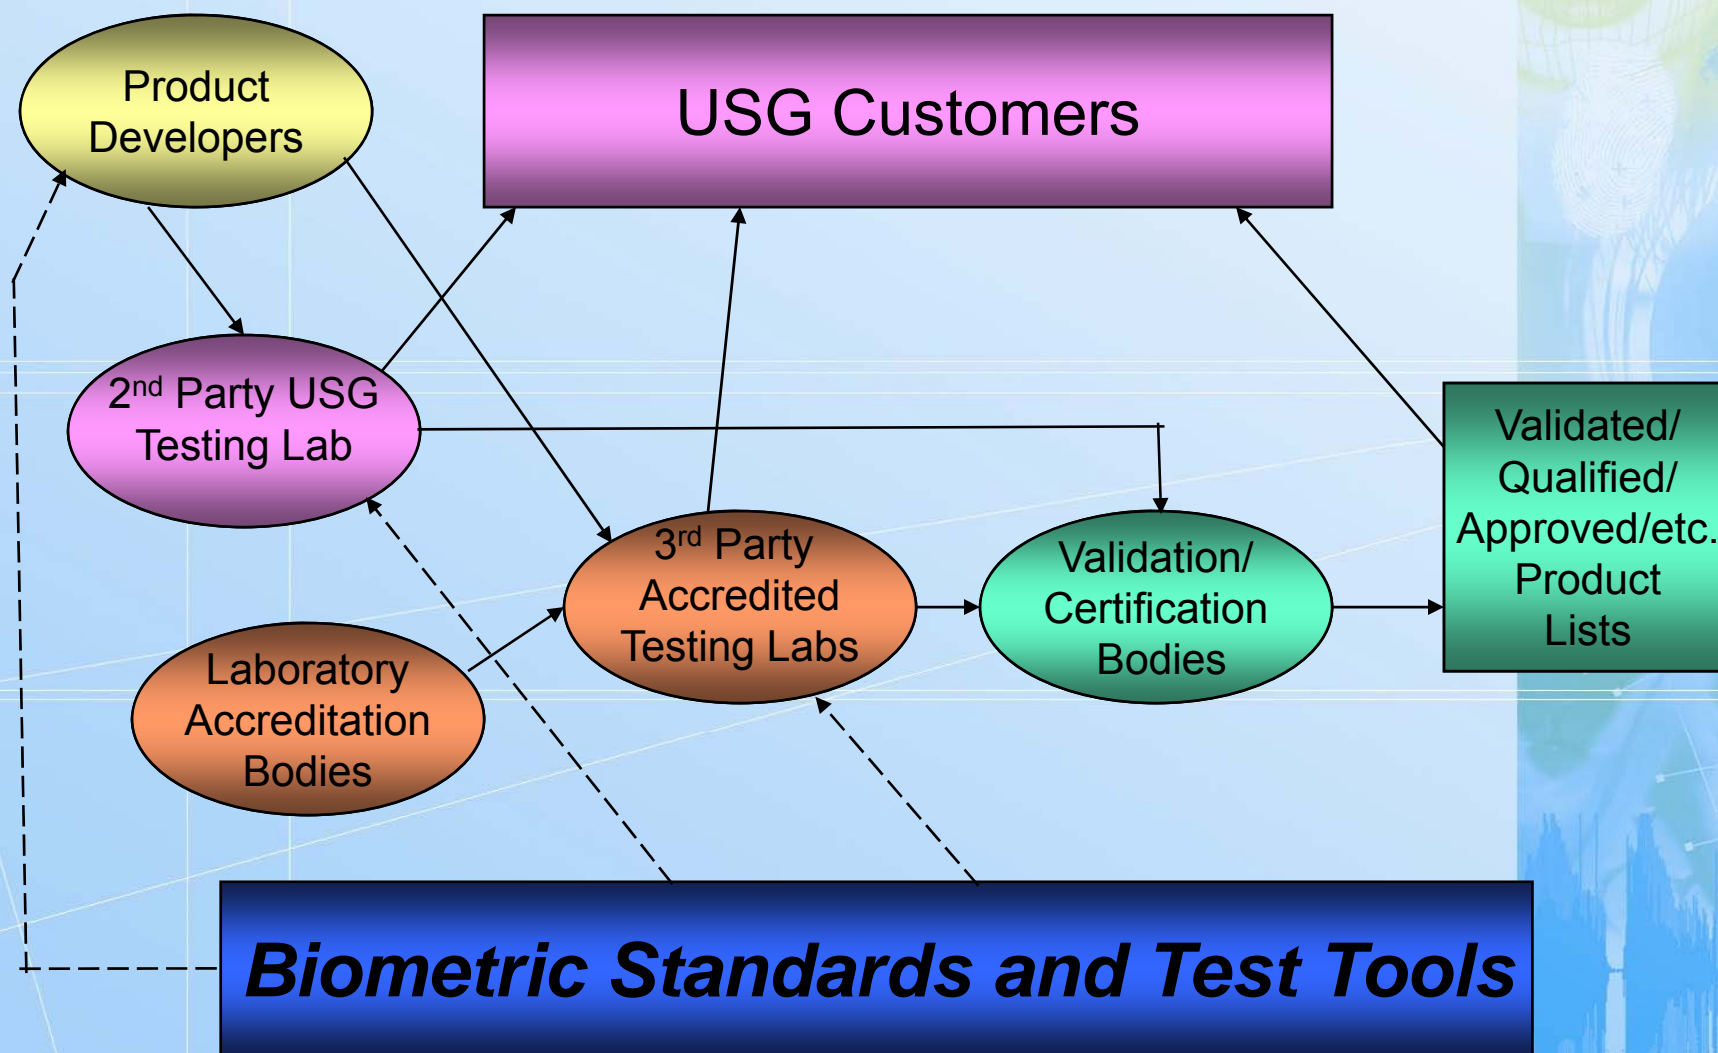 Product
Developers
USG Customers
2nd Party USG
Testing Lab
Validated/
Qualified/
Approved/etc.
Product
Lists
3rd Party
Accredited
Testing Labs
Validation/
Certification
Bodies
Laboratory
Accreditation
Bodies
Biometric Standards and Test Tools